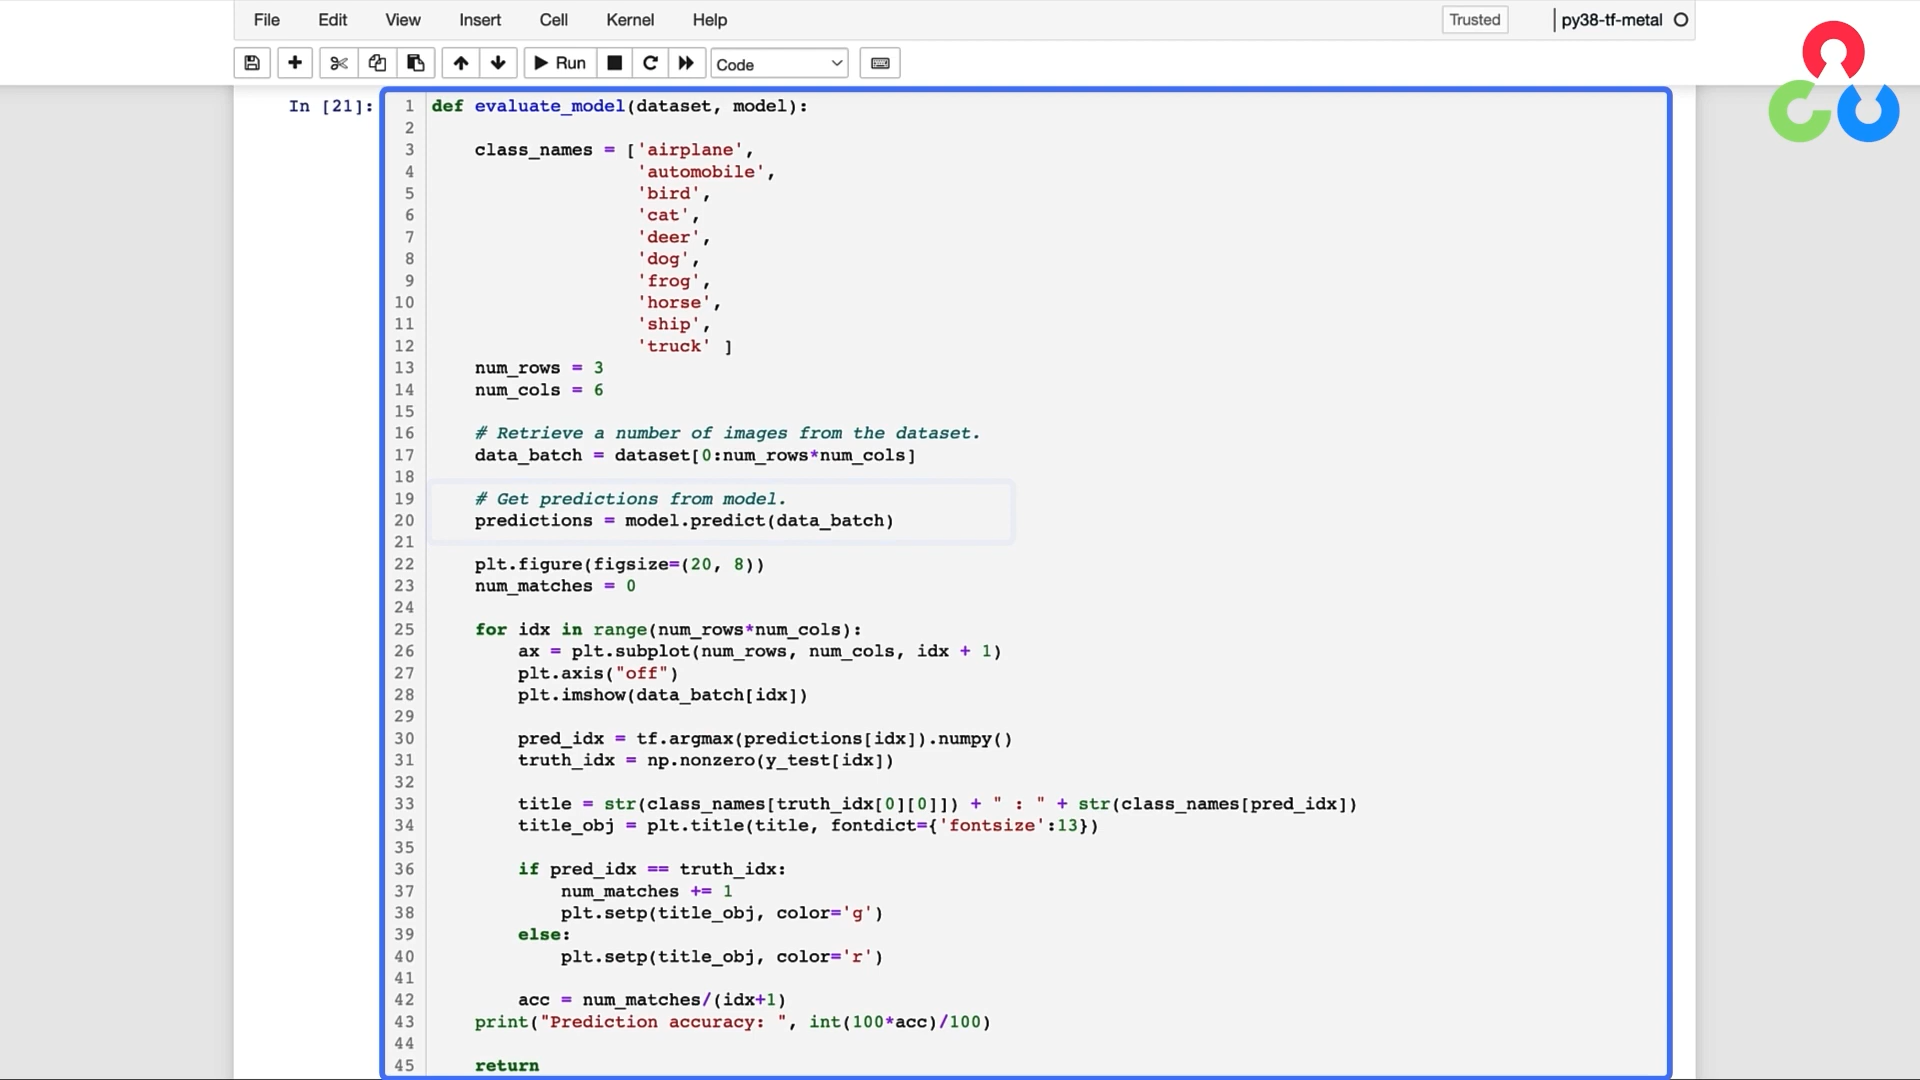 File Edit View Insert Cell Kernel Help Trusted py38-tf-metal
Run Code
In [21]:
1 def evaluate_model(dataset, model):
2
3     class_names = ['airplane',
4                    'automobile',
5                    'bird',
6                    'cat',
7                    'deer',
8                    'dog',
9                    'frog',
10                    'horse',
11                    'ship',
12                    'truck' ]
13     num_rows = 3
14     num_cols = 6
15
16     # Retrieve a number of images from the dataset.
17     data_batch = dataset[0:num_rows*num_cols]
18
19     # Get predictions from model.
20     predictions = model.predict(data_batch)
21
22     plt.figure(figsize=(20, 8))
23     num_matches = 0
24
25     for idx in range(num_rows*num_cols):
26         ax = plt.subplot(num_rows, num_cols, idx + 1)
27         plt.axis("off")
28         plt.imshow(data_batch[idx])
29
30         pred_idx = tf.argmax(predictions[idx]).numpy()
31         truth_idx = np.nonzero(y_test[idx])
32
33         title = str(class_names[truth_idx[0][0]]) + " : " + str(class_names[pred_idx])
34         title_obj = plt.title(title, fontdict={'fontsize':13})
35
36         if pred_idx == truth_idx:
37             num_matches += 1
38             plt.setp(title_obj, color='g')
39         else:
40             plt.setp(title_obj, color='r')
41
42         acc = num_matches/(idx+1)
43     print("Prediction accuracy: ", int(100*acc)/100)
44
45     return